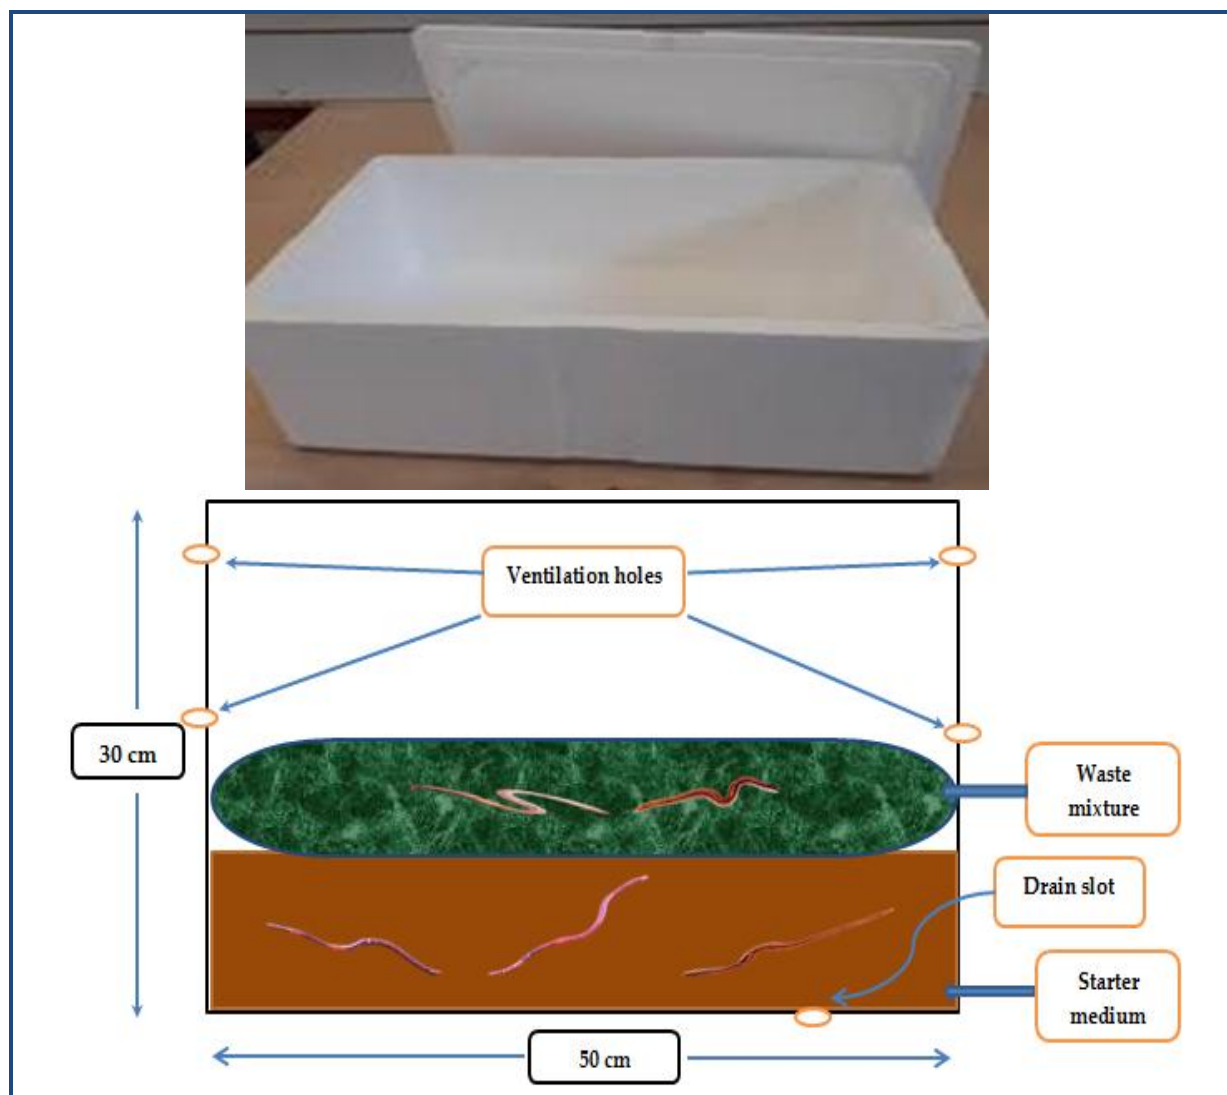 Ventilation holes
30 cm
Waste
mixture
Drain slot
Starter
medium
50 cm